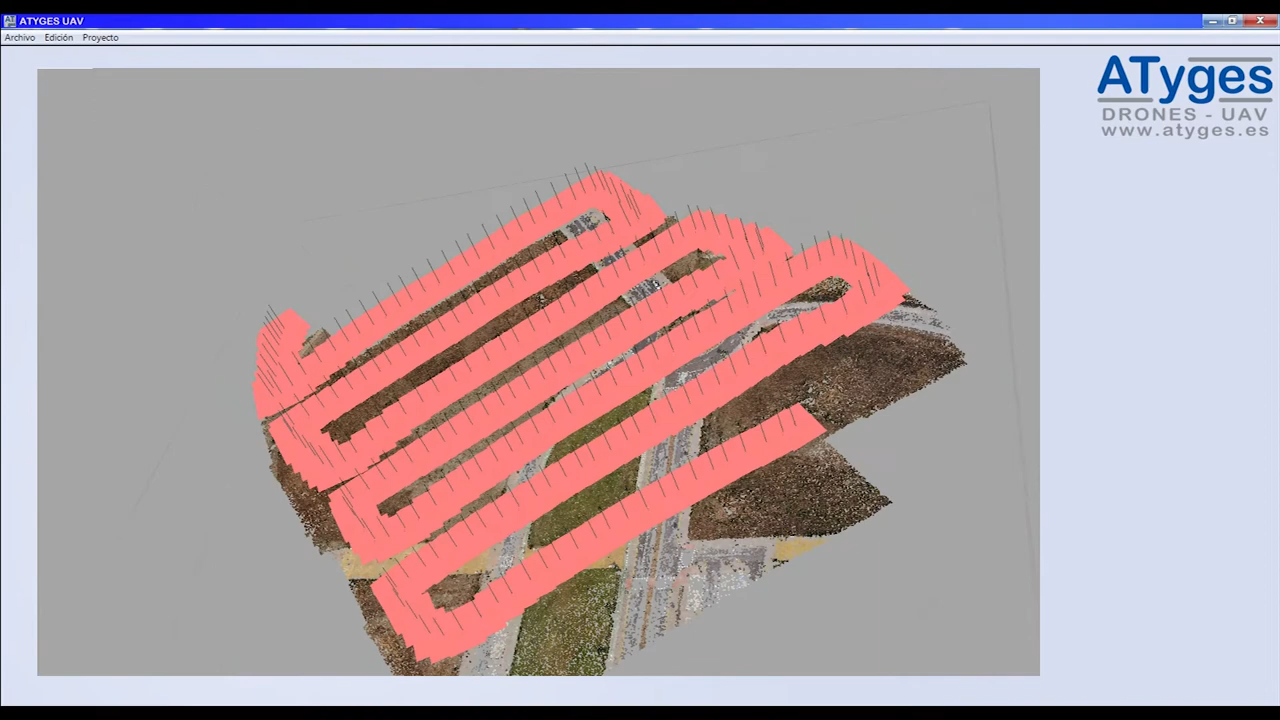 ATYGES UAV
Archivo Edición Proyecto
ATyges
DRONES - UAV
www.atyges.es